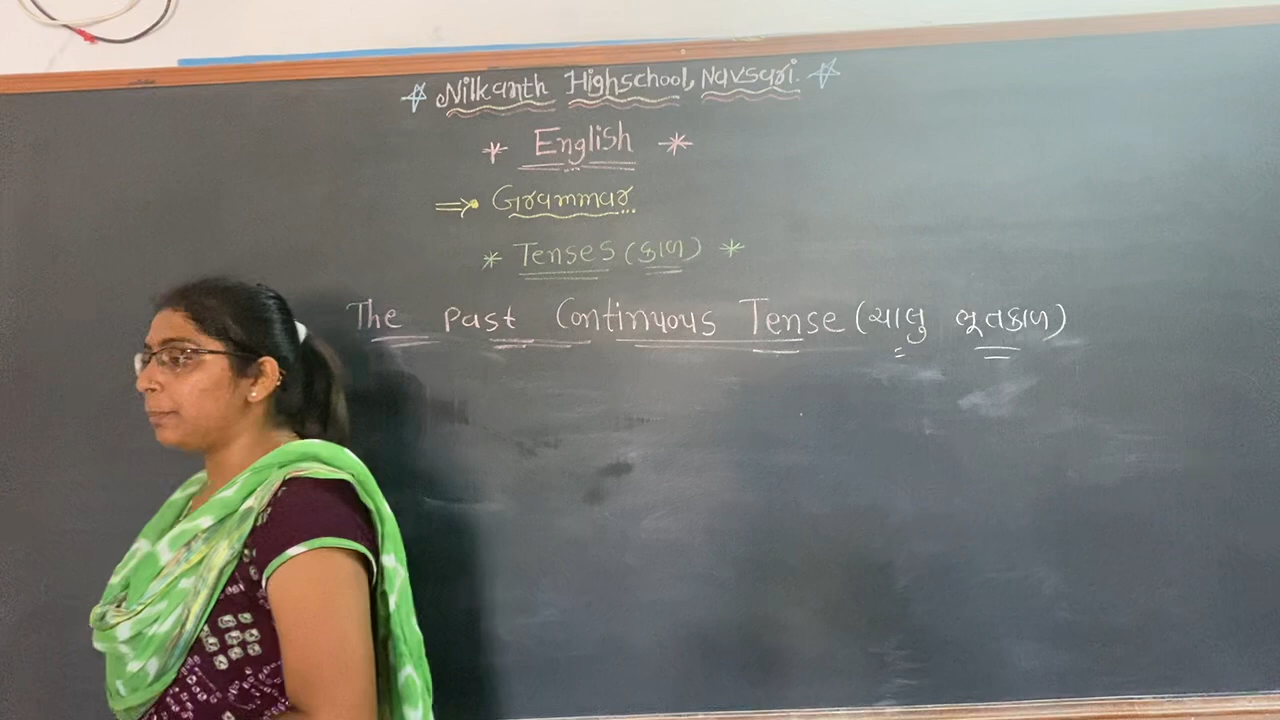 ☆ Nilkanth Highschool, Navsari. ☆
* English *
⇒ Grammar
* Tenses (કાળ) *
The Past Continuous Tense (ચાલુ ભૂતકાળ)